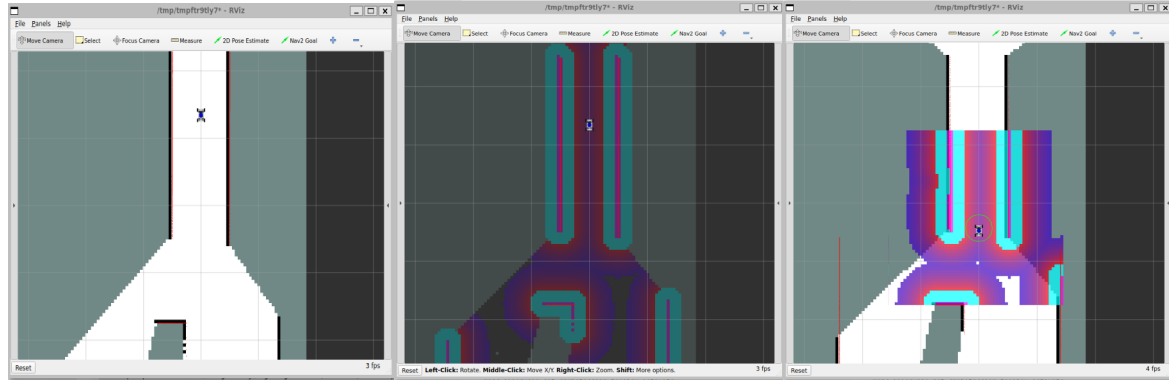 /tmp/tmpftr9tly7* - RViz
File Panels Help
Move Camera Select Focus Camera Measure 2D Pose Estimate Nav2 Goal
Reset
3 fps
/tmp/tmpftr9tly7* - RViz
File Panels Help
Move Camera Select Focus Camera Measure 2D Pose Estimate Nav2 Goal
Reset Left-Click: Rotate. Middle-Click: Move X/Y. Right-Click: Zoom. Shift: More options.
3 fps
/tmp/tmpftr9tly7* - RViz
File Panels Help
Move Camera Select Focus Camera Measure 2D Pose Estimate Nav2 Goal
Reset
4 fps